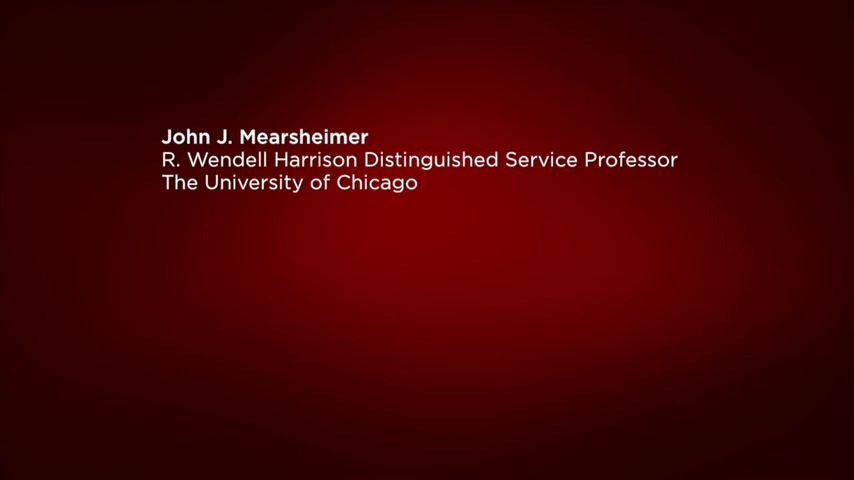 John J. Mearsheimer
R. Wendell Harrison Distinguished Service Professor
The University of Chicago